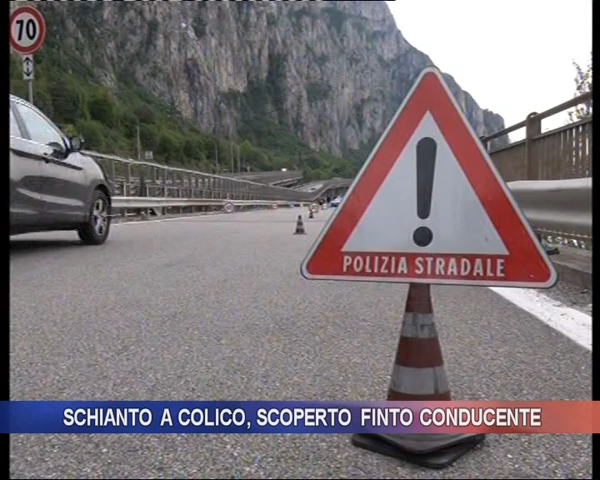 70
POLIZIA STRADALE
SCHIANTO A COLICO, SCOPERTO FINTO CONDUCENTE